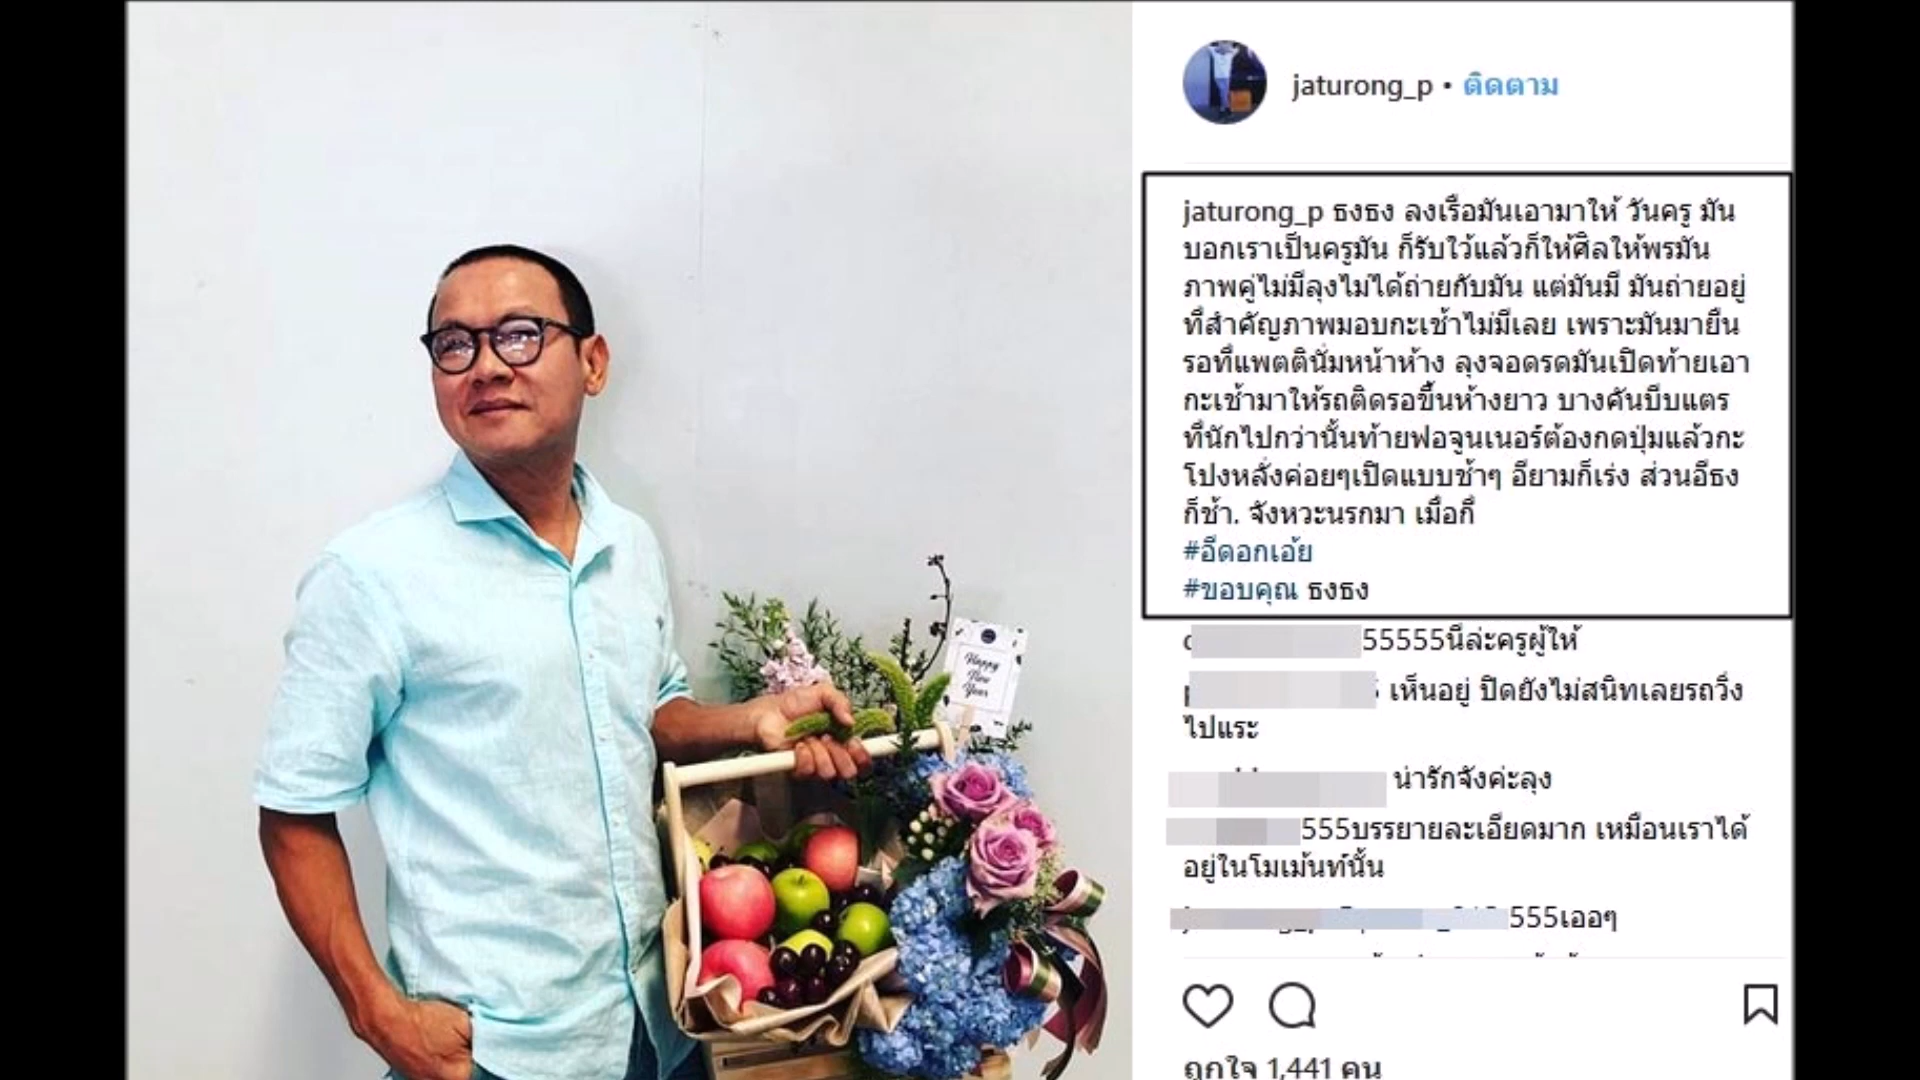 jaturong_p • ติดตาม
jaturong_p ธงธง ลงเรือมันเอามาให้ วันครู มัน
บอกเราเป็นครูมัน ก็รับใว้แล้วก็ให้ศิลให้พรมัน
ภาพคู่ไม่มีลุงไม่ได้ถ่ายกับมัน แต่มันมี มันถ่ายอยู่
ที่สำคัญภาพมอบกะเช้าไม่มีเลย เพราะมันมายืน
รอที่แพตตินั่มหน้าห้าง ลุงจอดรดมันเปิดท้ายเอา
กะเช้ามาให้รถติดรอขึ้นห้างยาว บางคันบีบแตร
ที่นักไปกว่านั้นท้ายฟอจูนเนอร์ต้องกดปุ่มแล้วกะ
โปงหลั่งค่อยๆเปิดแบบช้าๆ อียามก็เร่ง ส่วนอีธง
ก็ช้า. จังหวะนรกมา เมื่อกี้
#อีดอกเอ้ย
#ขอบคุณ ธงธง
55555นี่ล่ะครูผู้ให้
เห็นอยู่ ปิดยังไม่สนิทเลยรถวิ่ง
ไปแระ
น่ารักจังค่ะลุง
555บรรยายละเอียดมาก เหมือนเราได้
อยู่ในโมเม้นท์นั้น
555เออๆ
ถูกใจ 1,441 คน
Happy
New
Year